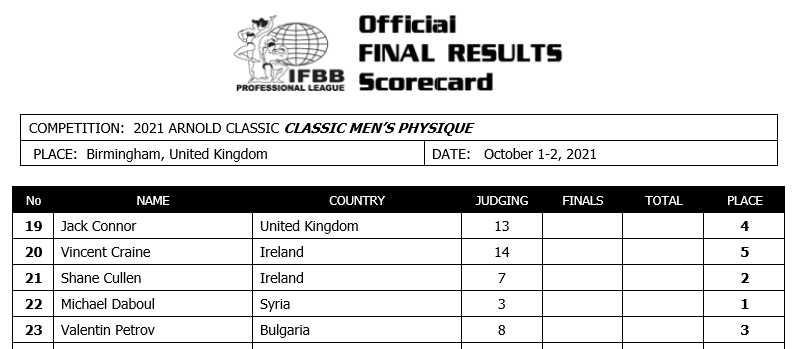 Official
FINAL RESULTS
Scorecard
IFBB
PROFESSIONAL LEAGUE
COMPETITION: 2021 ARNOLD CLASSIC CLASSIC MEN'S PHYSIQUE
PLACE: Birmingham, United Kingdom DATE: October 1-2, 2021
No NAME COUNTRY JUDGING FINALS TOTAL PLACE
19 Jack Connor United Kingdom 13 4
20 Vincent Craine Ireland 14 5
21 Shane Cullen Ireland 7 2
22 Michael Daboul Syria 3 1
23 Valentin Petrov Bulgaria 8 3